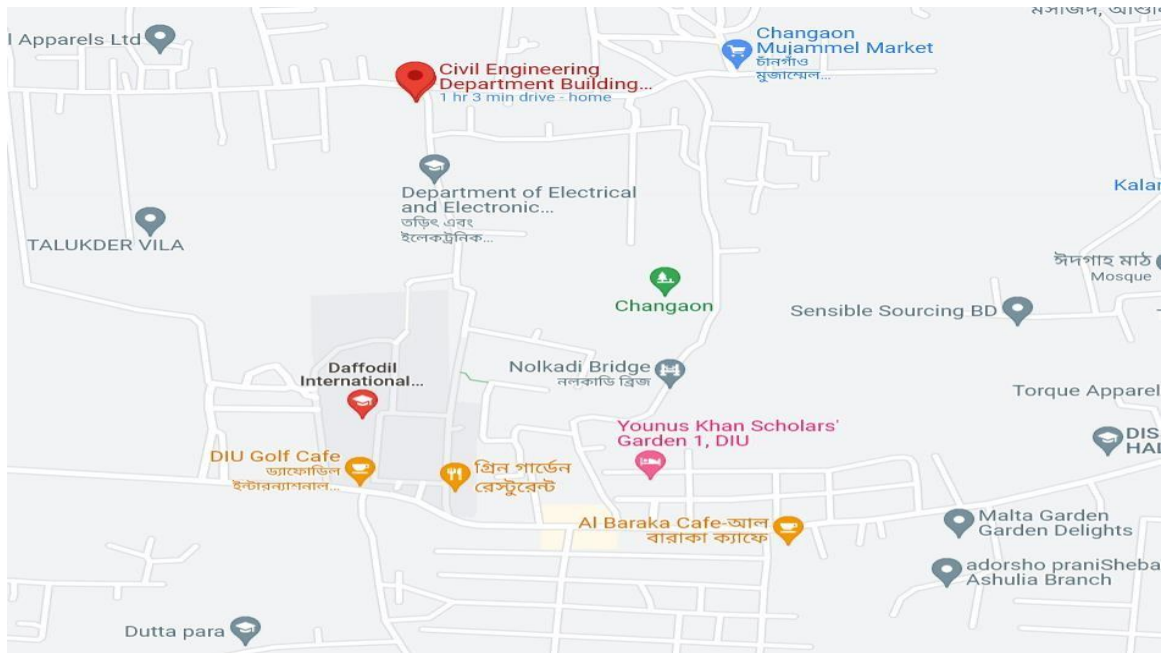 l Apparels Ltd
Civil Engineering
Department Building...
1 hr 3 min drive - home
Changaon
Mujammel Market
চাঁনগাঁও
মুজাম্মেল...
Department of Electrical
and Electronic...
তড়িৎ এবং
ইলেকট্রনিক...
Kalar
TALUKDER VILA
ঈদগাহ মাঠ
Mosque
Changaon
Sensible Sourcing BD
Nolkadi Bridge
নলকাডি ব্রিজ
Daffodil
International...
Torque Apparel
Younus Khan Scholars'
Garden 1, DIU
DIS
HAL
DIU Golf Cafe
ড্যাফোডিল
ইন্টারন্যাশনাল...
গ্রিন গার্ডেন
রেস্টুরেন্ট
Al Baraka Cafe-আল
বারাকা ক্যাফে
Malta Garden
Garden Delights
adorsho praniSheba
Ashulia Branch
Dutta para